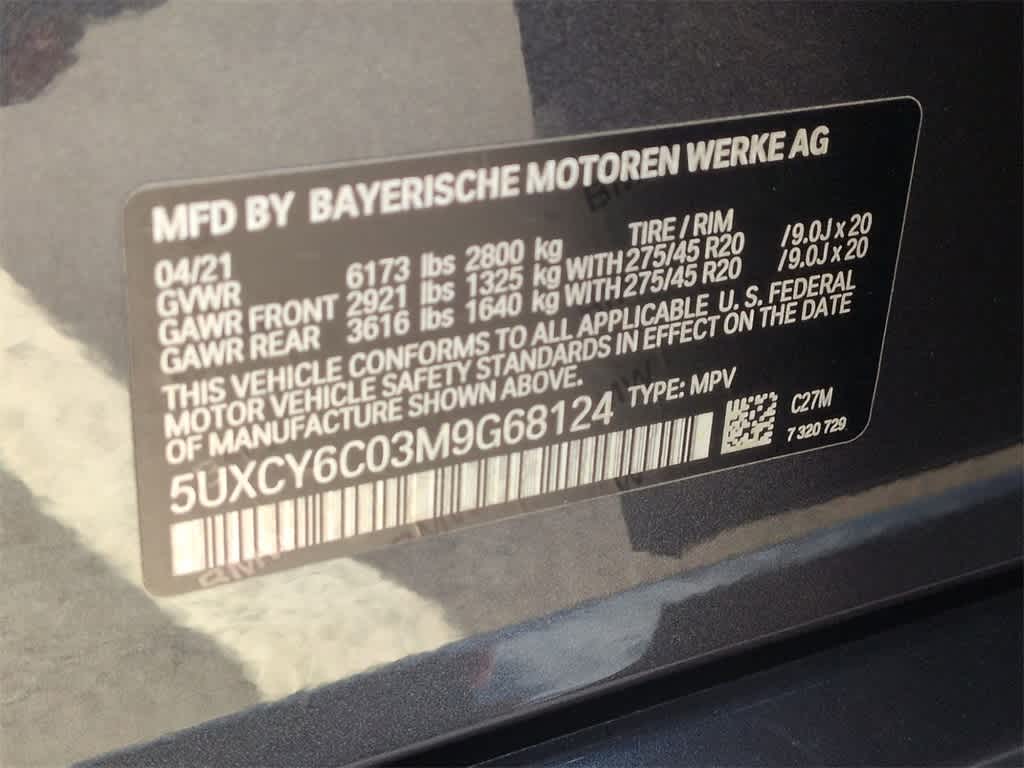 MFD BY BAYERISCHE MOTOREN WERKE AG
04/21 TIRE / RIM
GVWR 6173 lbs 2800 kg
GAWR FRONT 2921 lbs 1325 kg WITH 275/45 R20 /9.0J x 20
GAWR REAR 3616 lbs 1640 kg WITH 275/45 R20 /9.0J x 20
THIS VEHICLE CONFORMS TO ALL APPLICABLE U. S. FEDERAL
MOTOR VEHICLE SAFETY STANDARDS IN EFFECT ON THE DATE
OF MANUFACTURE SHOWN ABOVE.
5UXCY6C03M9G68124 TYPE: MPV
C27M
7 320 729